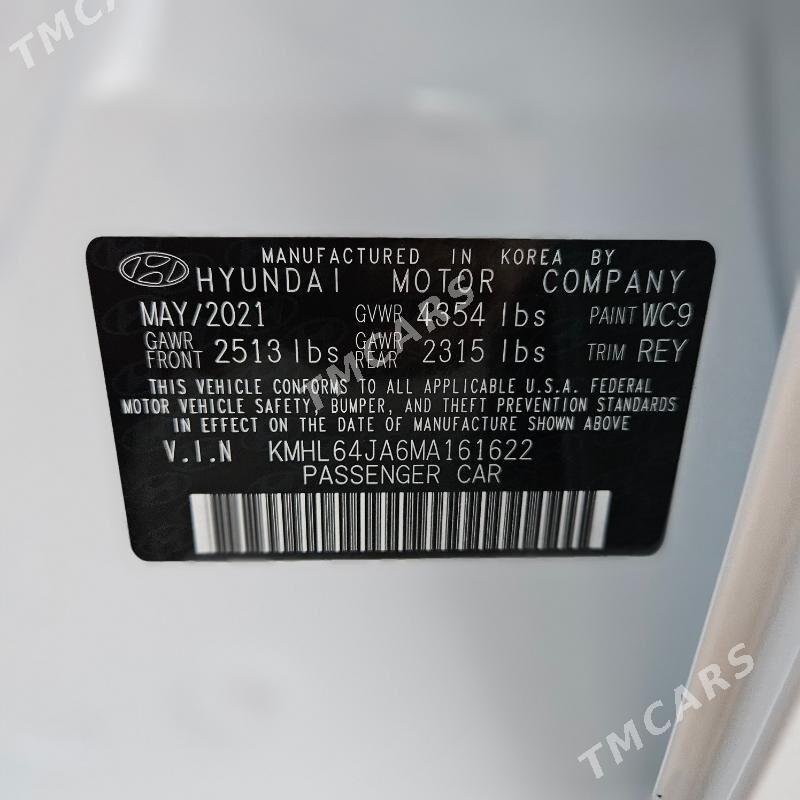 TMCARS
MANUFACTURED IN KOREA BY
HYUNDAI MOTOR COMPANY
MAY/2021 GVWR 4354 lbs PAINT WC9
GAWR FRONT 2513 lbs GAWR REAR 2315 lbs TRIM REY
THIS VEHICLE CONFORMS TO ALL APPLICABLE U.S.A. FEDERAL
MOTOR VEHICLE SAFETY, BUMPER, AND THEFT PREVENTION STANDARDS
IN EFFECT ON THE DATE OF MANUFACTURE SHOWN ABOVE
V.I.N KMHL64JA6MA161622
PASSENGER CAR
TMCARS
TMCARS